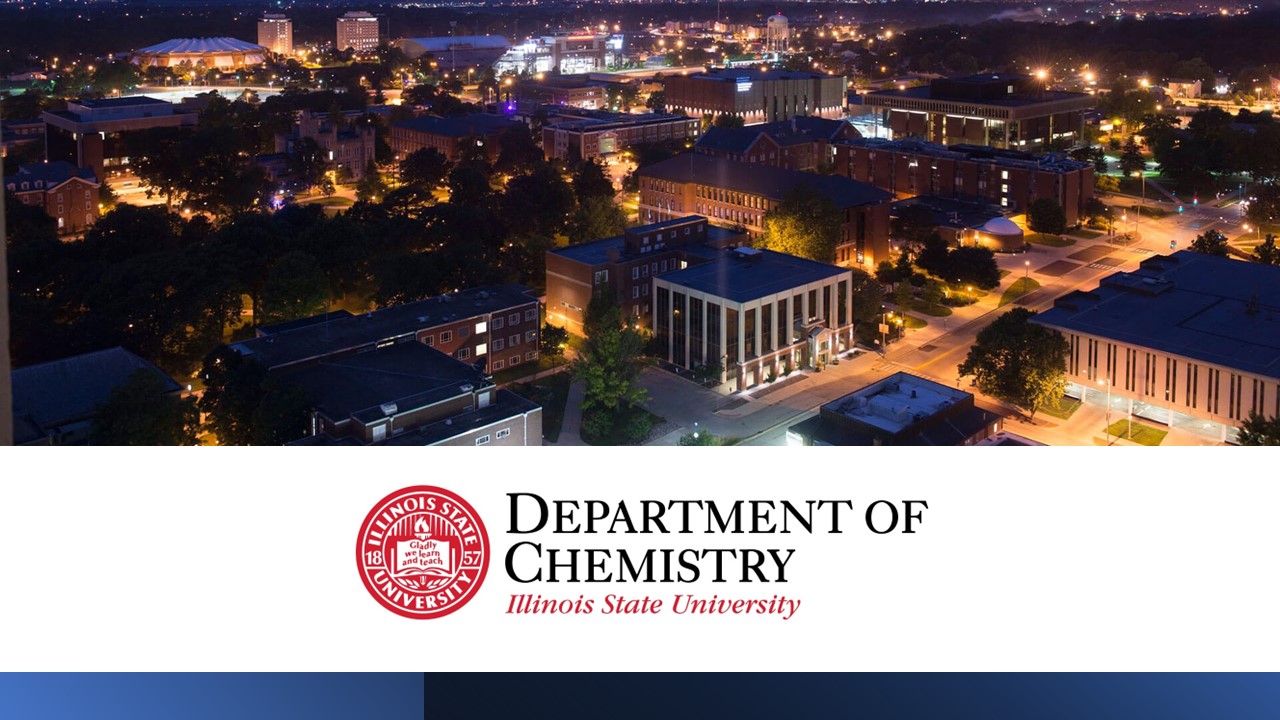 ILLINOIS STATE
18 57
Gladly
we learn
and teach
UNIVERSITY
DEPARTMENT OF
CHEMISTRY
Illinois State University